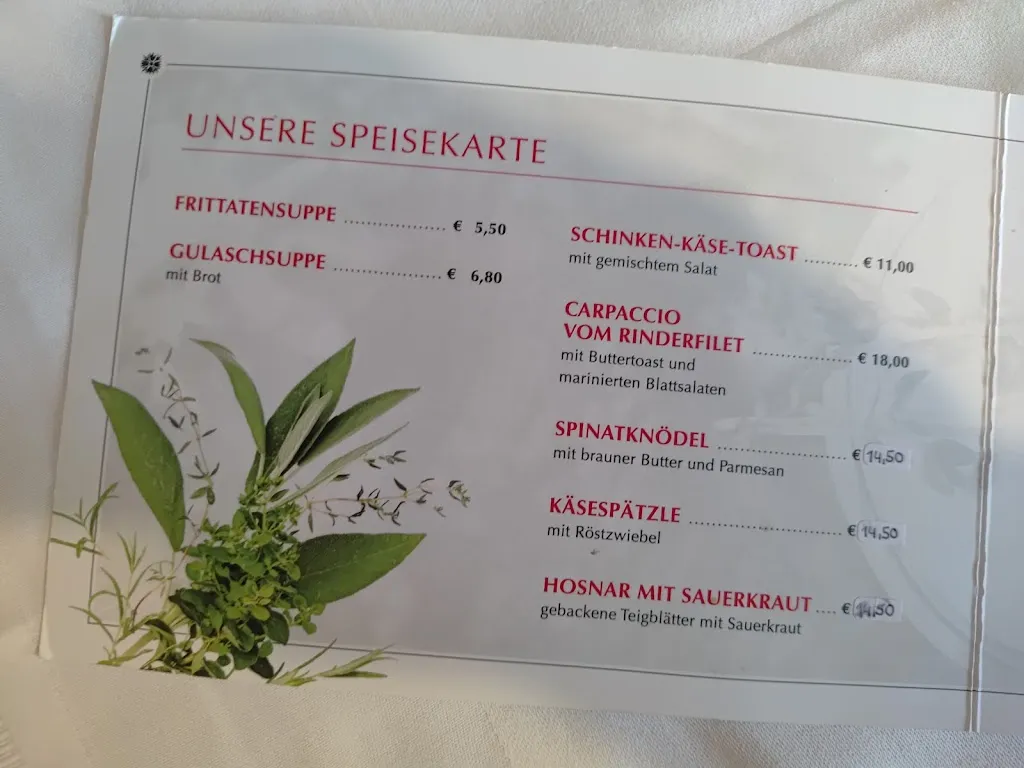 UNSERE SPEISEKARTE
FRITTATENSUPPE .................... € 5,50
GULASCHSUPPE ..................... € 6,80
mit Brot
SCHINKEN-KÄSE-TOAST .......... € 11,00
mit gemischtem Salat
CARPACCIO
VOM RINDERFILET ................... € 18,00
mit Buttertoast und
marinierten Blattsalaten
SPINATKNÖDEL ........................ € 14,50
mit brauner Butter und Parmesan
KÄSESPÄTZLE ............................. € 14,50
mit Röstzwiebel
HOSNAR MIT SAUERKRAUT .... € 14,50
gebackene Teigblätter mit Sauerkraut